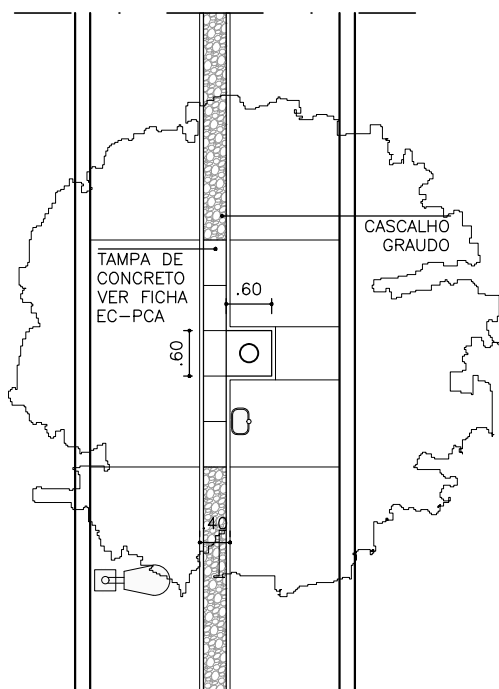 CASCALHO
GRAUDO
TAMPA DE
CONCRETO
VER FICHA
EC-PCA
.60
.60
.40